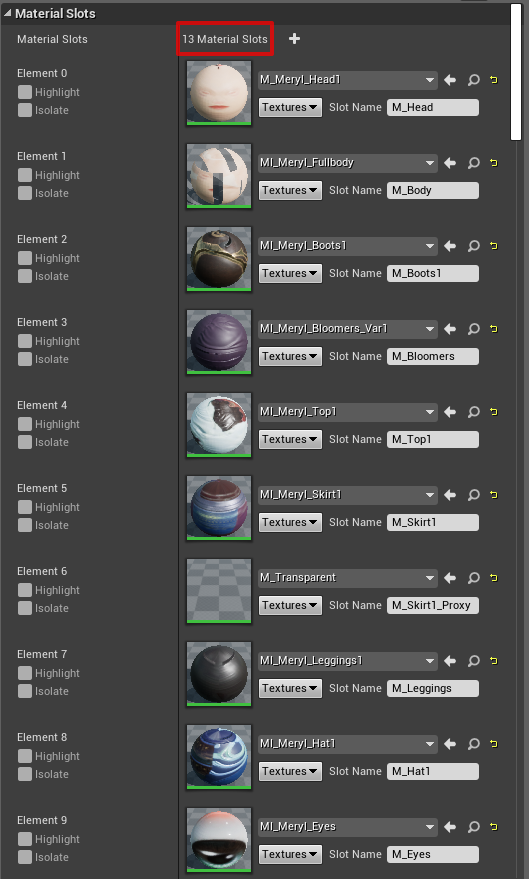 Material Slots
Material Slots 13 Material Slots
Element 0
Highlight
Isolate
M_Meryl_Head1
Textures Slot Name M_Head
Element 1
Highlight
Isolate
MI_Meryl_Fullbody
Textures Slot Name M_Body
Element 2
Highlight
Isolate
MI_Meryl_Boots1
Textures Slot Name M_Boots1
Element 3
Highlight
Isolate
MI_Meryl_Bloomers_Var1
Textures Slot Name M_Bloomers
Element 4
Highlight
Isolate
MI_Meryl_Top1
Textures Slot Name M_Top1
Element 5
Highlight
Isolate
MI_Meryl_Skirt1
Textures Slot Name M_Skirt1
Element 6
Highlight
Isolate
M_Transparent
Textures Slot Name M_Skirt1_Proxy
Element 7
Highlight
Isolate
MI_Meryl_Leggings1
Textures Slot Name M_Leggings
Element 8
Highlight
Isolate
MI_Meryl_Hat1
Textures Slot Name M_Hat1
Element 9
Highlight
Isolate
MI_Meryl_Eyes
Textures Slot Name M_Eyes